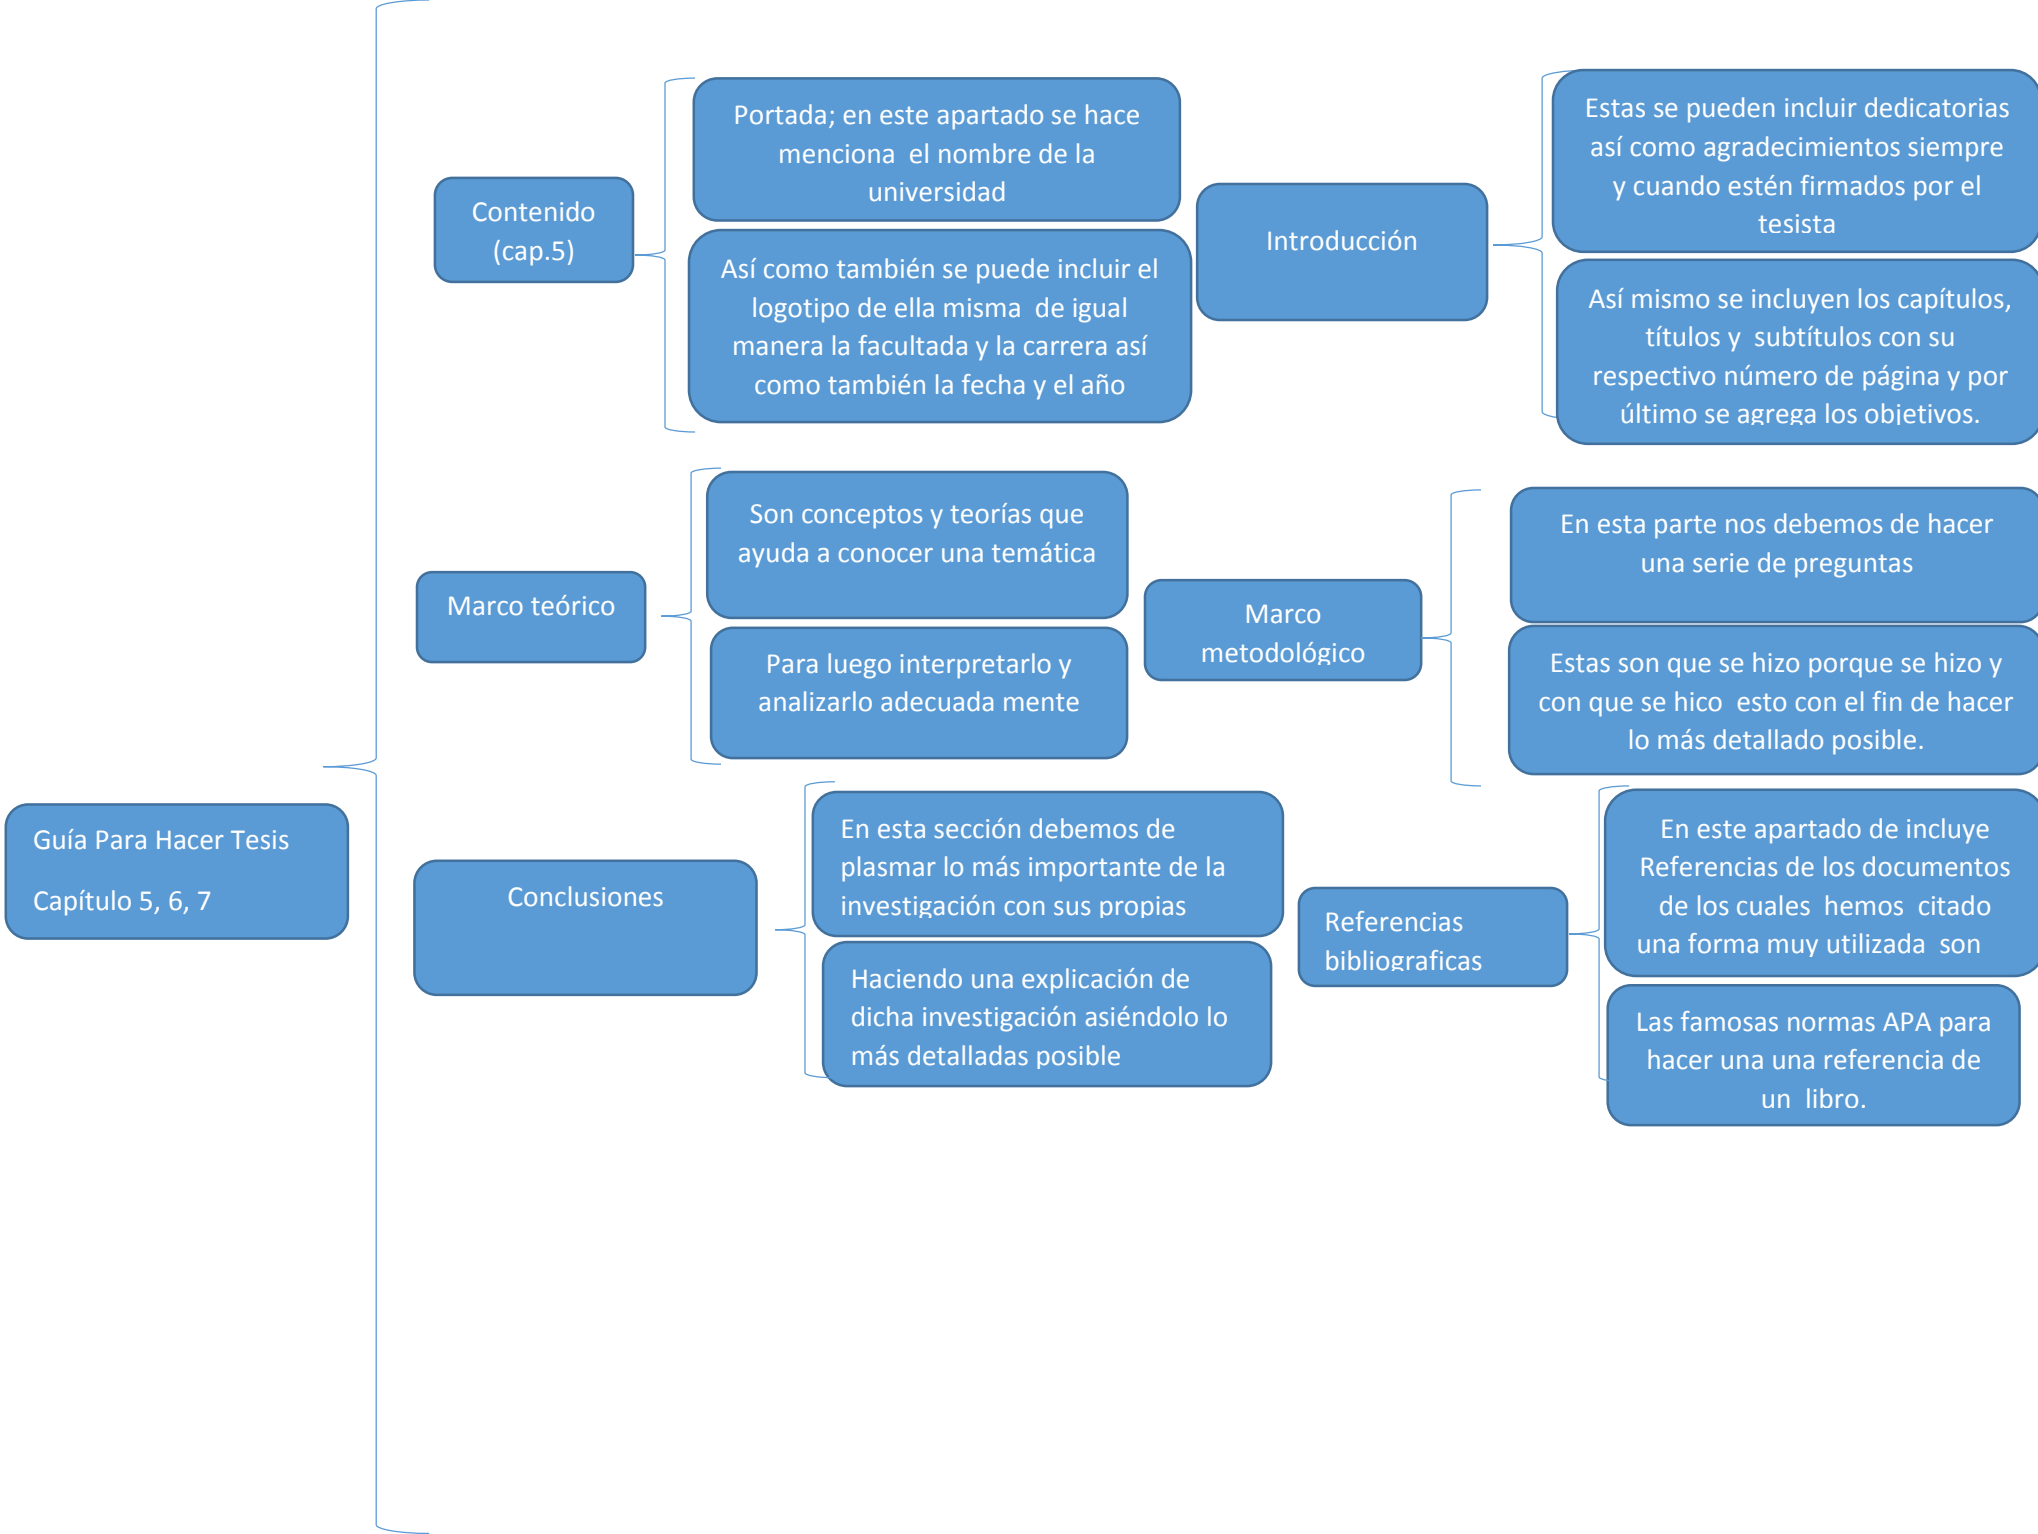 Guía Para Hacer Tesis
Capítulo 5, 6, 7
Contenido
(cap.5)
Portada; en este apartado se hace
menciona  el nombre de la
universidad
Así como también se puede incluir el
logotipo de ella misma  de igual
manera la facultada y la carrera así
como también la fecha y el año
Introducción
Estas se pueden incluir dedicatorias
así como agradecimientos siempre
y cuando estén firmados por el
tesista
Así mismo se incluyen los capítulos,
títulos y  subtítulos con su
respectivo número de página y por
último se agrega los objetivos.
Marco teórico
Son conceptos y teorías que
ayuda a conocer una temática
Para luego interpretarlo y
analizarlo adecuada mente
Marco
metodológico
En esta parte nos debemos de hacer
una serie de preguntas
Estas son que se hizo porque se hizo y
con que se hico  esto con el fin de hacer
lo más detallado posible.
Conclusiones
En esta sección debemos de
plasmar lo más importante de la
investigación con sus propias
Haciendo una explicación de
dicha investigación asiéndolo lo
más detalladas posible
Referencias
bibliograficas
En este apartado de incluye
Referencias de los documentos
de los cuales  hemos  citado
una forma muy utilizada  son
Las famosas normas APA para
hacer una una referencia de
un  libro.